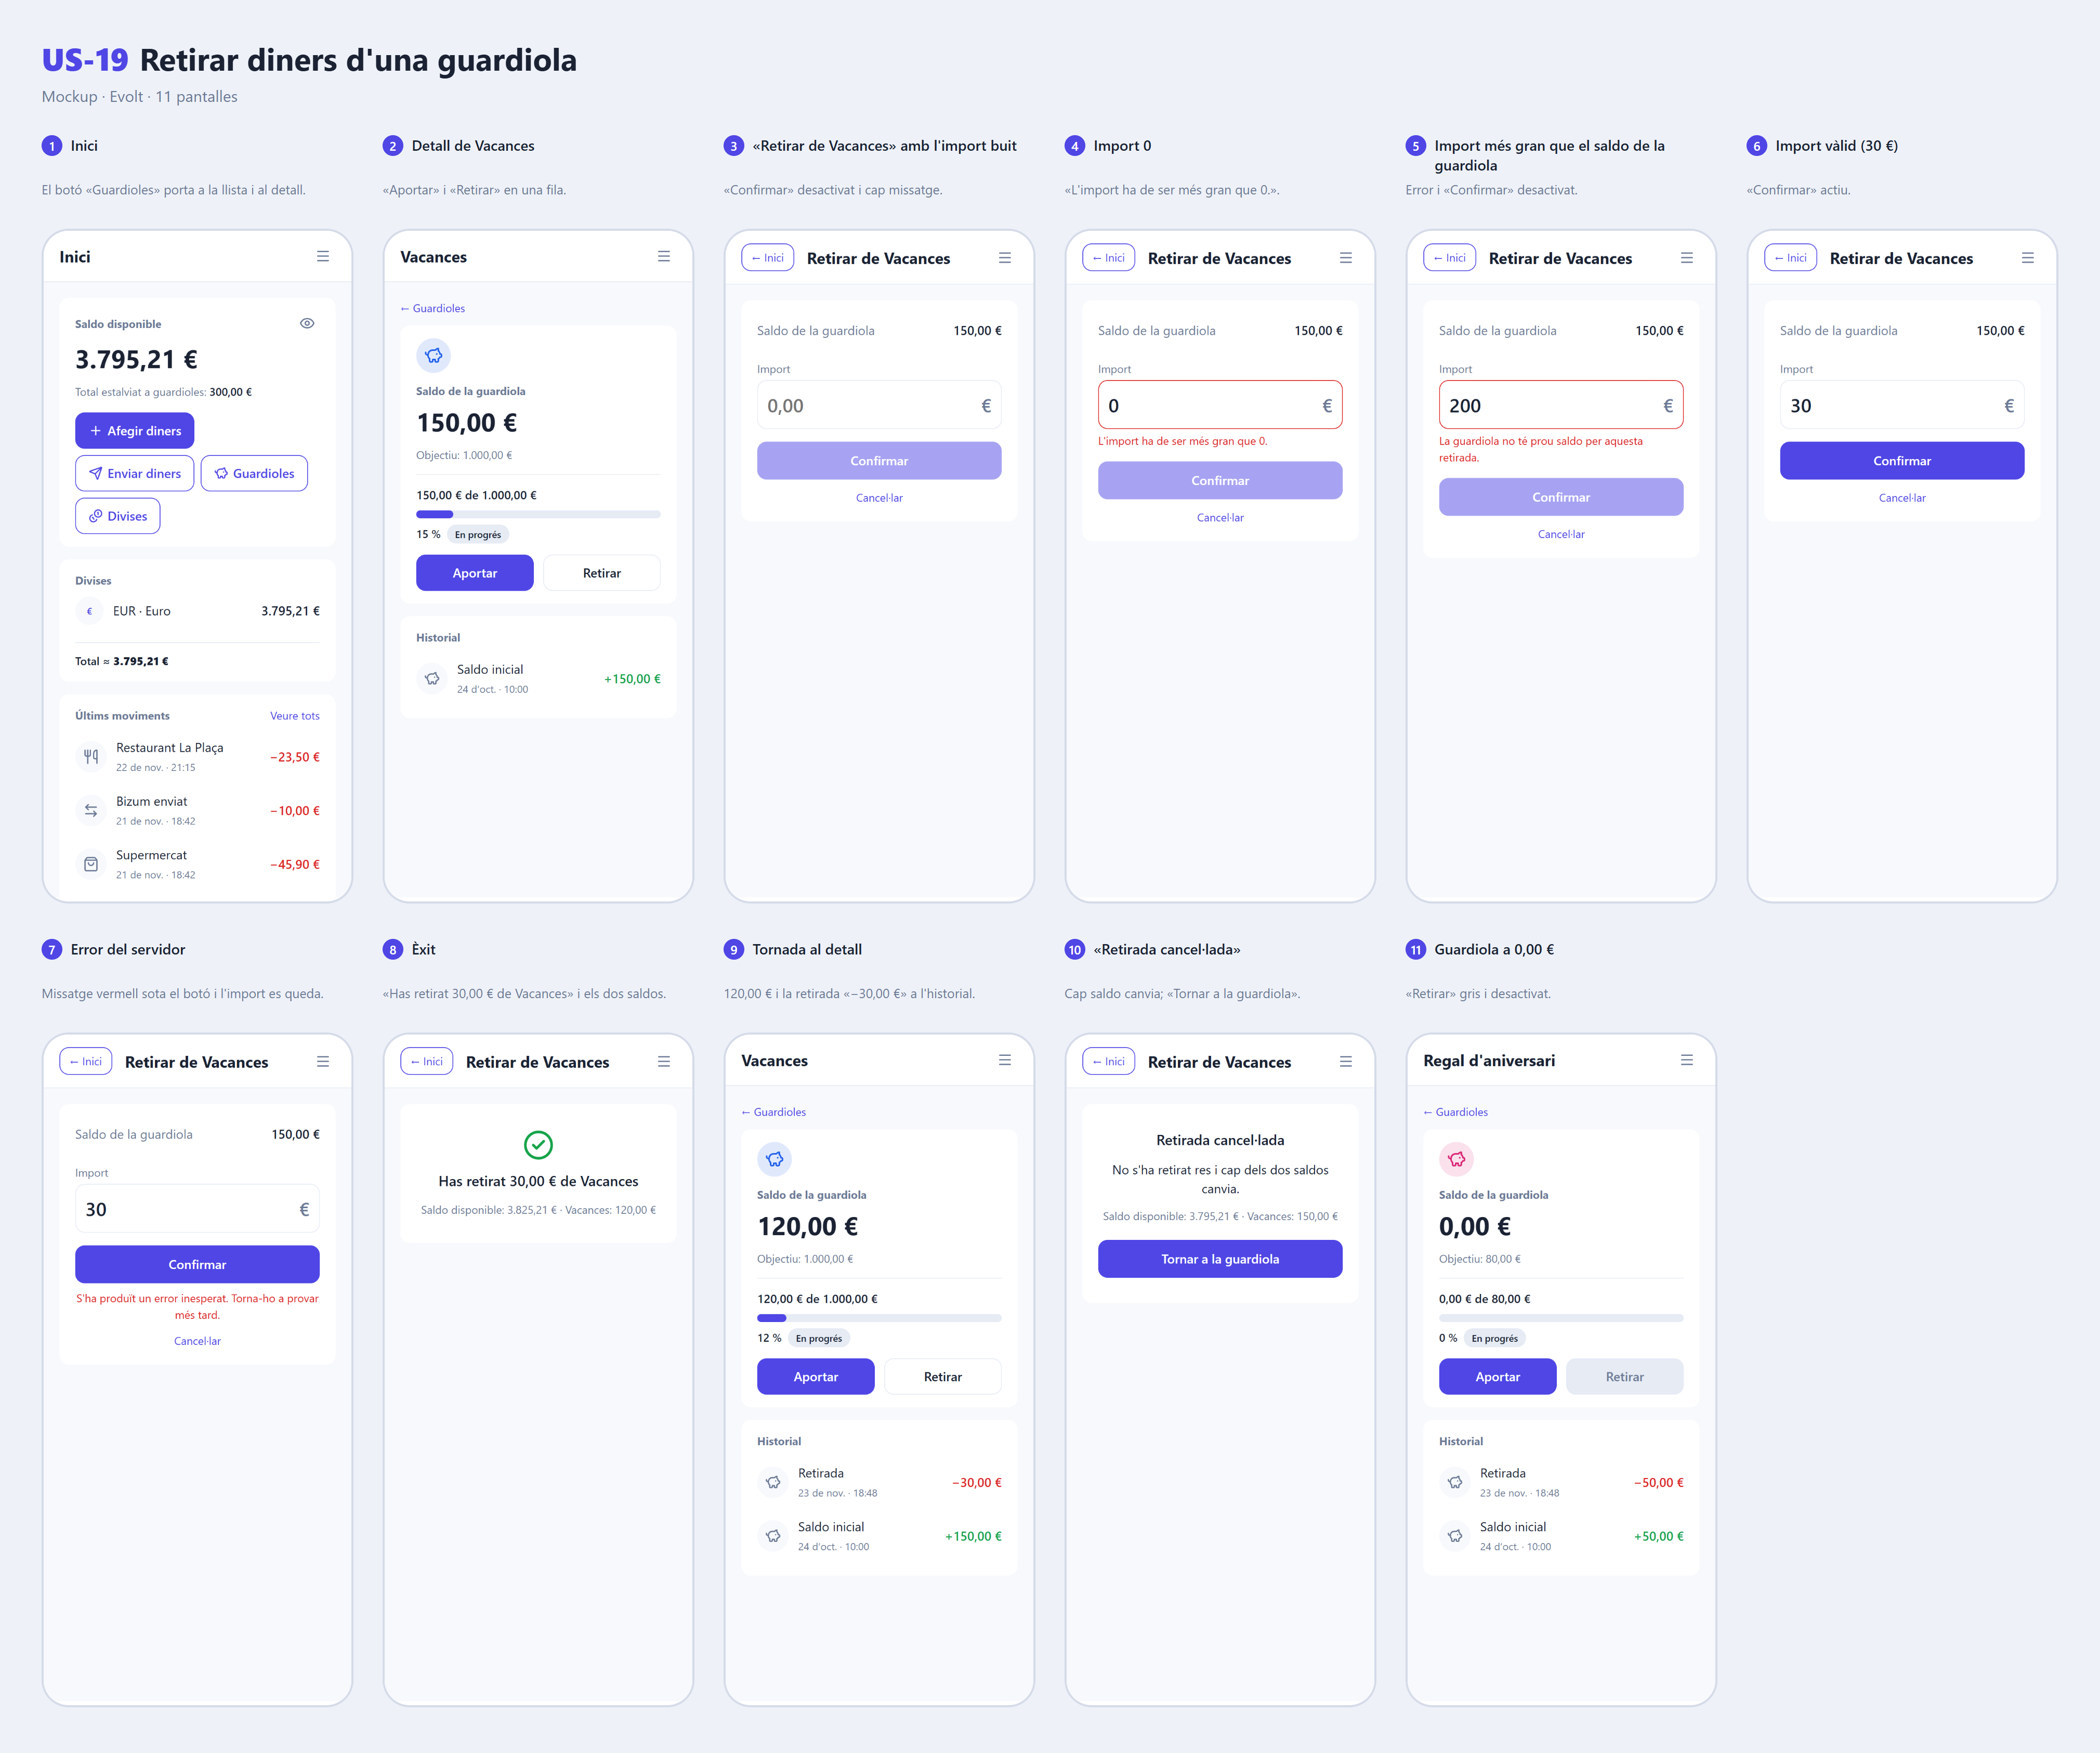 US-19 Retirar diners d'una guardiola
Mockup · Evolt · 11 pantalles
1 Inici
El botó «Guardioles» porta a la llista i al detall.
Inici
Saldo disponible
3.795,21 €
Total estalviat a guardioles: 300,00 €
+ Afegir diners
Enviar diners
Guardioles
Divises
Divises
€ EUR · Euro 3.795,21 €
Total ≈ 3.795,21 €
Últims moviments Veure tots
Restaurant La Plaça
22 de nov. · 21:15
−23,50 €
Bizum enviat
21 de nov. · 18:42
−10,00 €
Supermercat
21 de nov. · 18:42
−45,90 €
2 Detall de Vacances
«Aportar» i «Retirar» en una fila.
Vacances
← Guardioles
Saldo de la guardiola
150,00 €
Objectiu: 1.000,00 €
150,00 € de 1.000,00 €
15 % En progrés
Aportar Retirar
Historial
Saldo inicial
24 d'oct. · 10:00
+150,00 €
3 «Retirar de Vacances» amb l'import buit
«Confirmar» desactivat i cap missatge.
← Inici Retirar de Vacances
Saldo de la guardiola 150,00 €
Import
0,00 €
Confirmar
Cancel·lar
4 Import 0
«L'import ha de ser més gran que 0.».
← Inici Retirar de Vacances
Saldo de la guardiola 150,00 €
Import
0 €
L'import ha de ser més gran que 0.
Confirmar
Cancel·lar
5 Import més gran que el saldo de la
guardiola
Error i «Confirmar» desactivat.
← Inici Retirar de Vacances
Saldo de la guardiola 150,00 €
Import
200 €
La guardiola no té prou saldo per aquesta
retirada.
Confirmar
Cancel·lar
6 Import vàlid (30 €)
«Confirmar» actiu.
← Inici Retirar de Vacances
Saldo de la guardiola 150,00 €
Import
30 €
Confirmar
Cancel·lar
7 Error del servidor
Missatge vermell sota el botó i l'import es queda.
← Inici Retirar de Vacances
Saldo de la guardiola 150,00 €
Import
30 €
Confirmar
S'ha produït un error inesperat. Torna-ho a provar
més tard.
Cancel·lar
8 Èxit
«Has retirat 30,00 € de Vacances» i els dos saldos.
← Inici Retirar de Vacances
Has retirat 30,00 € de Vacances
Saldo disponible: 3.825,21 € · Vacances: 120,00 €
9 Tornada al detall
120,00 € i la retirada «−30,00 €» a l'historial.
Vacances
← Guardioles
Saldo de la guardiola
120,00 €
Objectiu: 1.000,00 €
120,00 € de 1.000,00 €
12 % En progrés
Aportar Retirar
Historial
Retirada
23 de nov. · 18:48
−30,00 €
Saldo inicial
24 d'oct. · 10:00
+150,00 €
10 «Retirada cancel·lada»
Cap saldo canvia; «Tornar a la guardiola».
← Inici Retirar de Vacances
Retirada cancel·lada
No s'ha retirat res i cap dels dos saldos
canvia.
Saldo disponible: 3.795,21 € · Vacances: 150,00 €
Tornar a la guardiola
11 Guardiola a 0,00 €
«Retirar» gris i desactivat.
Regal d'aniversari
← Guardioles
Saldo de la guardiola
0,00 €
Objectiu: 80,00 €
0,00 € de 80,00 €
0 % En progrés
Aportar Retirar
Historial
Retirada
23 de nov. · 18:48
−50,00 €
Saldo inicial
24 d'oct. · 10:00
+50,00 €